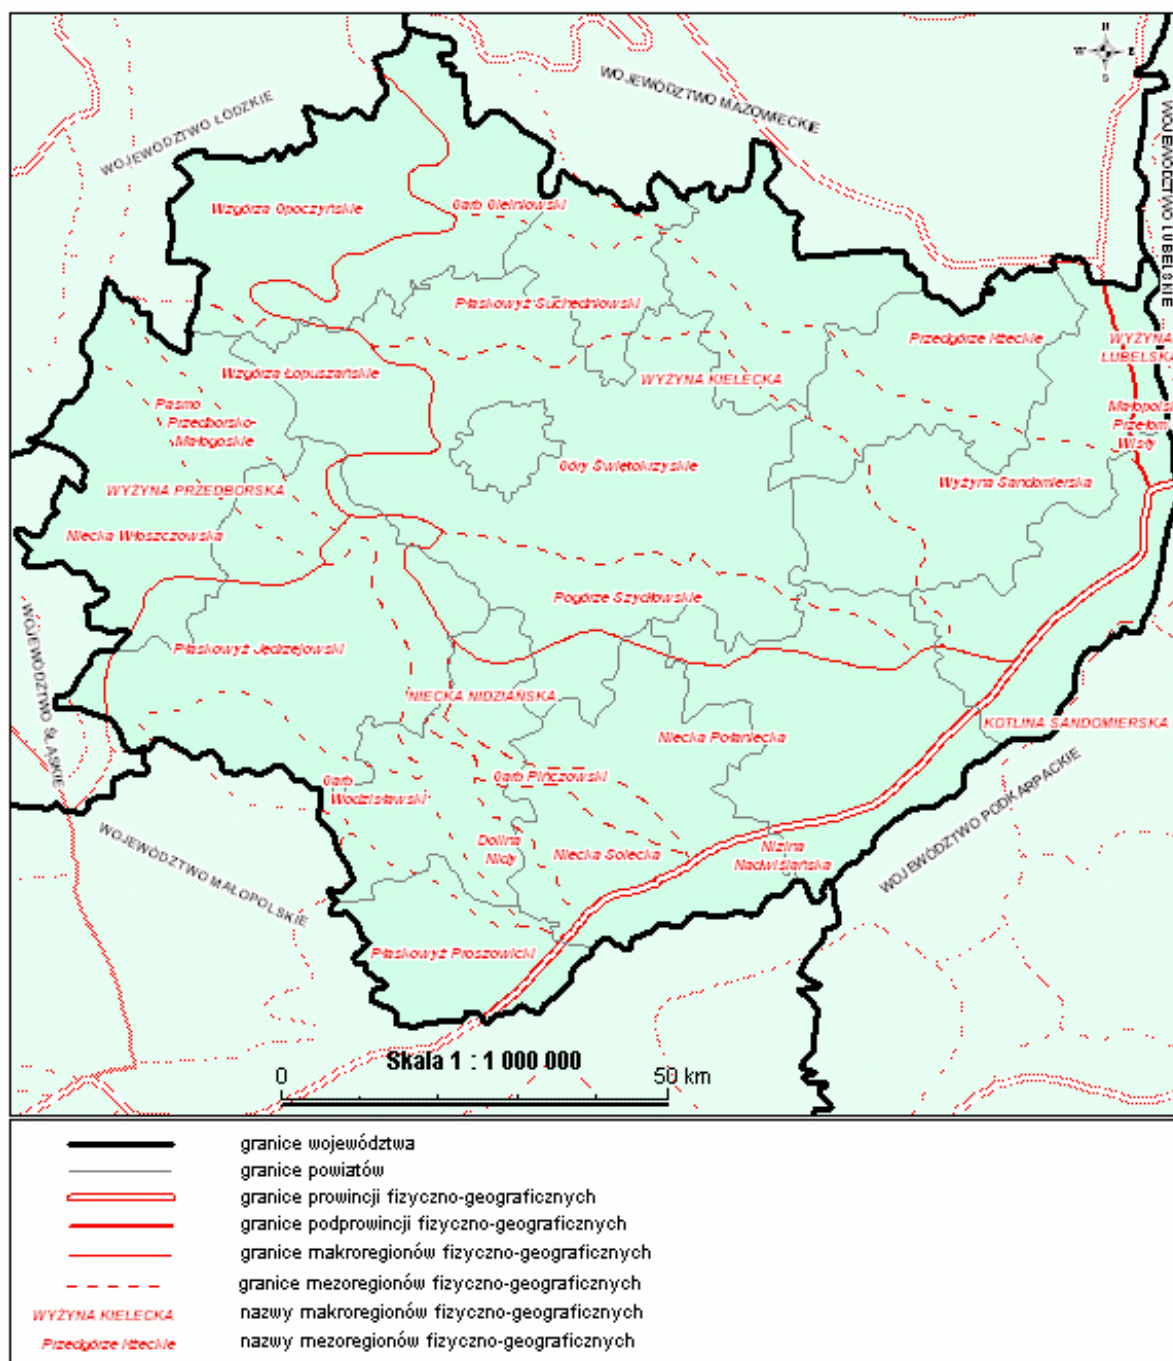 N
W E
S
WOJEWÓDZTWO ŁÓDZKIE
WOJEWÓDZTWO MAZOWIECKIE
WOJEWÓDZTWO LUBELSKIE
Wzgórza Opoczyńskie
Garb Gielniowski
Płaskowyż Suchedniowski
Przedgórze Iłżeckie
WYŻYNA
LUBELSKA
Wzgórza Łopuszańskie
WYŻYNA KIELECKA
Pasmo
Przedborsko-
Małogoskie
Małopolski
Przełom
Wisły
Góry Świętokrzyskie
Wyżyna Sandomierska
WYŻYNA PRZEDBORSKA
Niecka Włoszczowska
Pogórze Szydłowskie
WOJEWÓDZTWO ŚLĄSKIE
Płaskowyż Jędrzejowski
NIECKA NIDZIAŃSKA
Niecka Połaniecka
KOTLINA SANDOMIERSKA
Garb
Wodzisławski
Garb Pińczowski
WOJEWÓDZTWO PODKARPACKIE
WOJEWÓDZTWO MAŁOPOLSKIE
Dolina
Nidy
Niecka Solecka
Nizina
Nadwiślańska
Płaskowyż Proszowicki
Skala 1 : 1 000 000
0 50 km
granice województwa
granice powiatów
granice prowincji fizyczno-geograficznych
granice podprowincji fizyczno-geograficznych
granice makroregionów fizyczno-geograficznych
granice mezoregionów fizyczno-geograficznych
WYŻYNA KIELECKA nazwy makroregionów fizyczno-geograficznych
Przedgórze Iłżeckie nazwy mezoregionów fizyczno-geograficznych